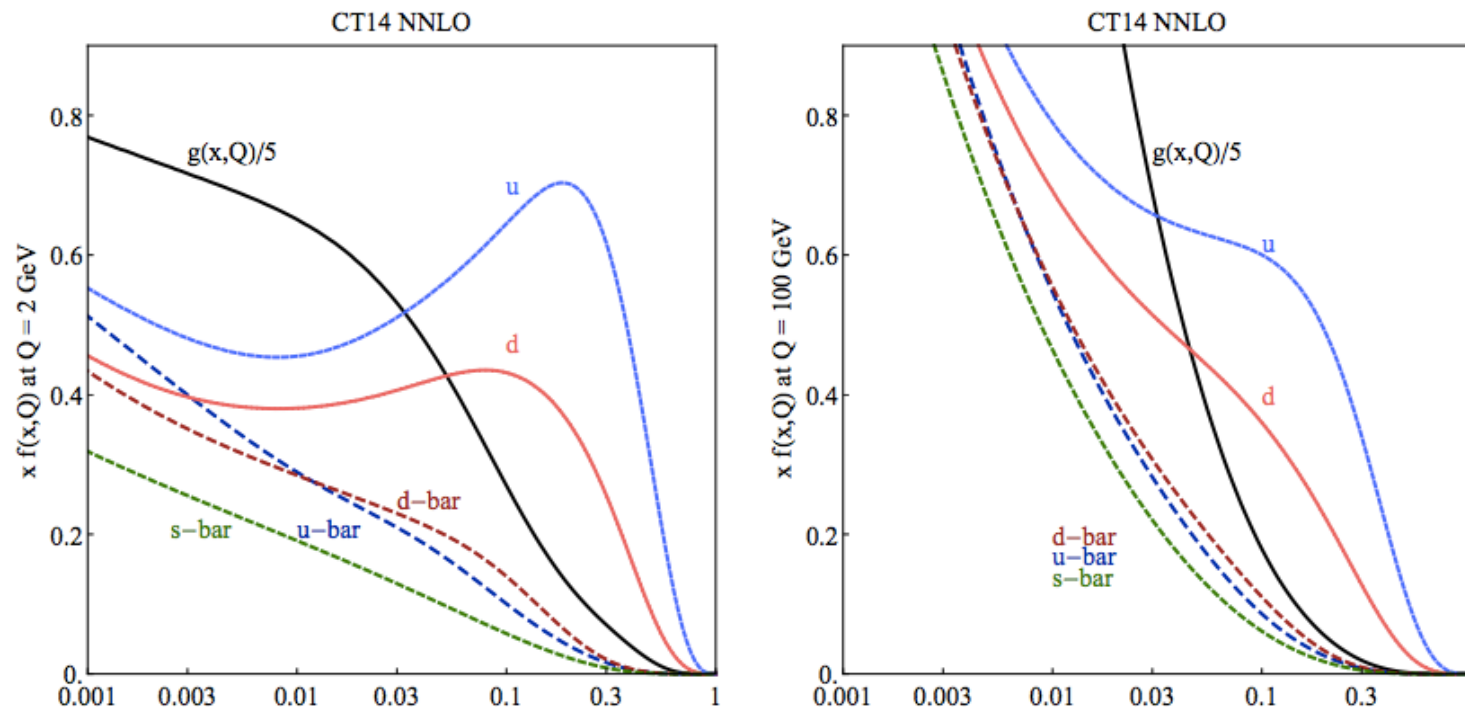 CT14 NNLO
x f(x,Q) at Q = 2 GeV
0.8
0.6
0.4
0.2
0.
g(x,Q)/5
u
d
d-bar
s-bar
u-bar
0.001 0.003 0.01 0.03 0.1 0.3 1
CT14 NNLO
x f(x,Q) at Q = 100 GeV
0.8
0.6
0.4
0.2
0.
g(x,Q)/5
u
d
d-bar
u-bar
s-bar
0.001 0.003 0.01 0.03 0.1 0.3